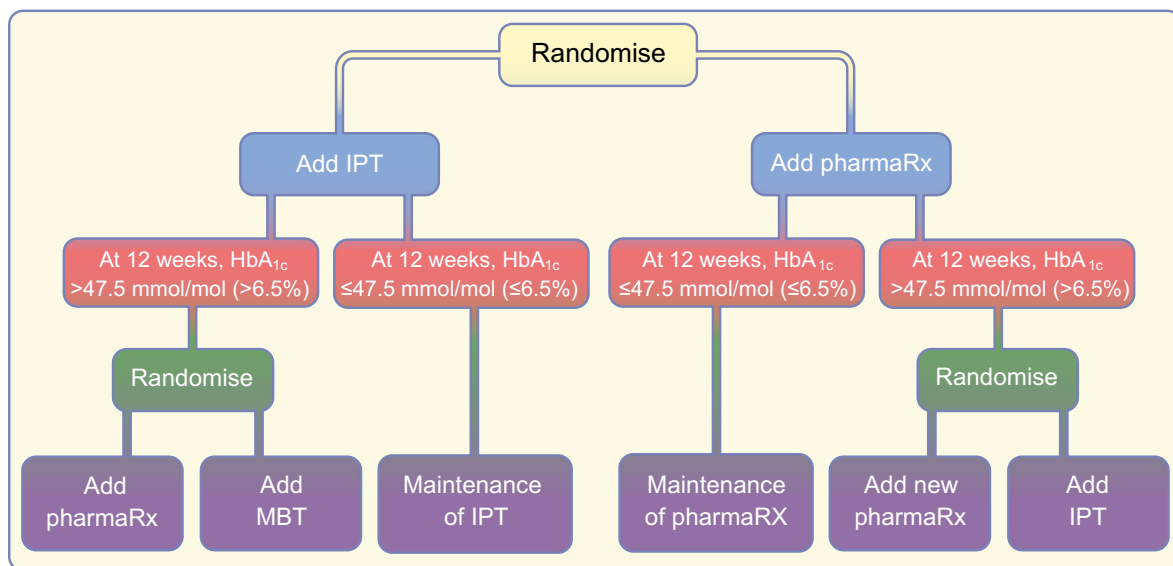 Randomise
Add IPT
Add pharmaRx
At 12 weeks, HbA1c
>47.5 mmol/mol (>6.5%)
At 12 weeks, HbA1c
≤47.5 mmol/mol (≤6.5%)
At 12 weeks, HbA1c
≤47.5 mmol/mol (≤6.5%)
At 12 weeks, HbA1c
>47.5 mmol/mol (>6.5%)
Randomise
Randomise
Add
pharmaRx
Add
MBT
Maintenance
of IPT
Maintenance
of pharmaRX
Add new
pharmaRx
Add
IPT